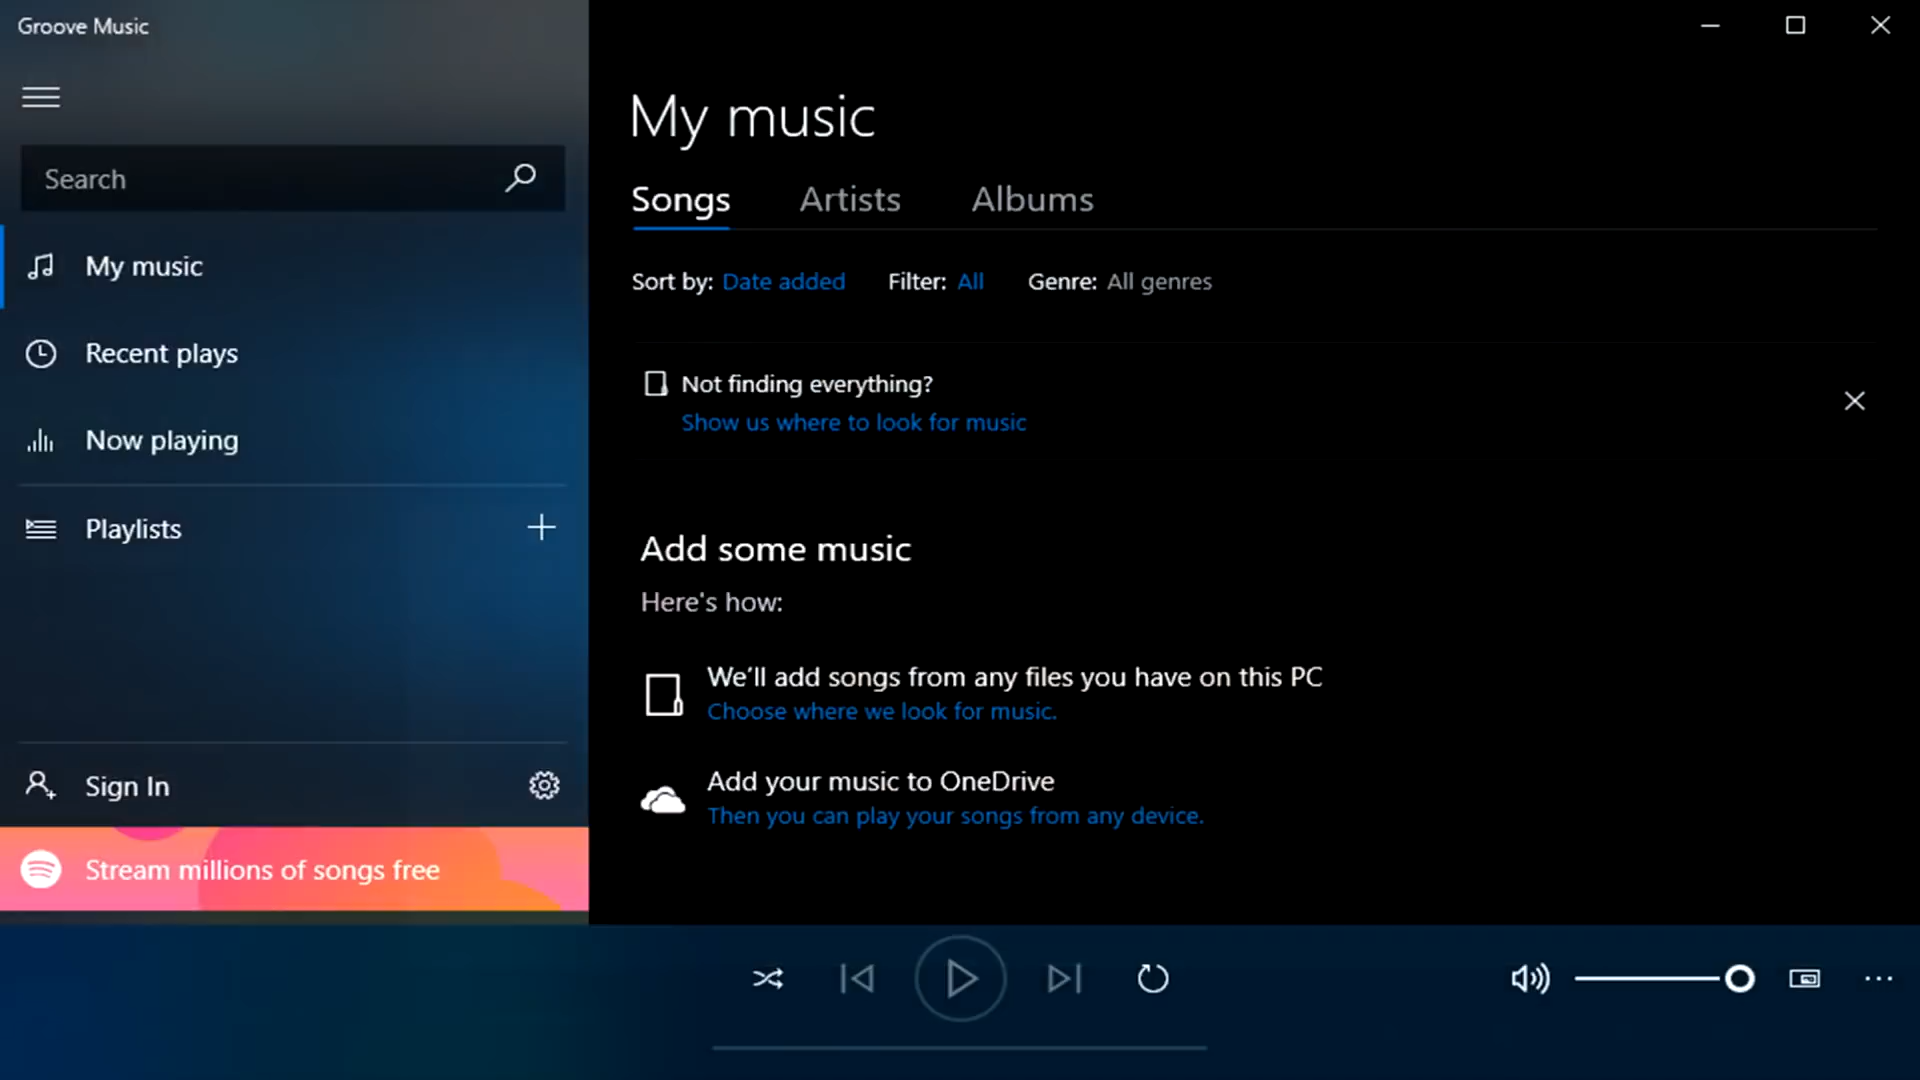 Groove Music
Search
My music
Recent plays
Now playing
Playlists
Sign In
Stream millions of songs free
My music
Songs Artists Albums
Sort by: Date added Filter: All Genre: All genres
Not finding everything?
Show us where to look for music
Add some music
Here's how:
We’ll add songs from any files you have on this PC
Choose where we look for music.
Add your music to OneDrive
Then you can play your songs from any device.